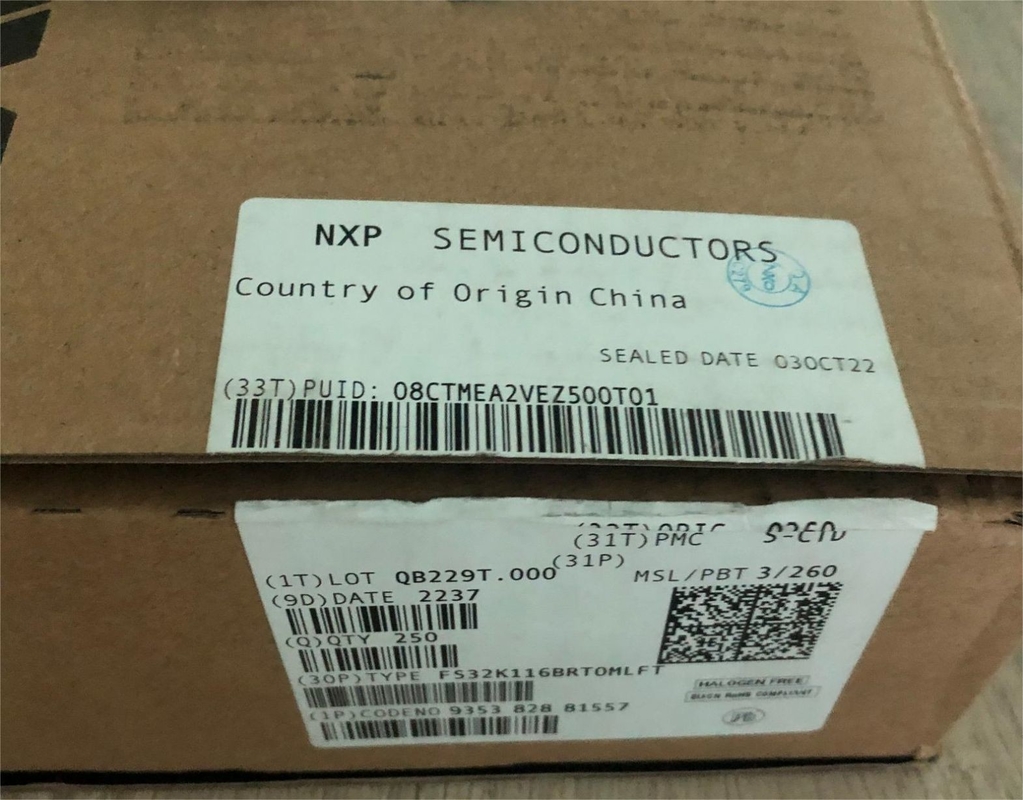 NXP SEMICONDUCTORS
Country of Origin China
SEALED DATE 03OCT22
(33T)PUID: 08CTMEA2VEZ500T01
(31T)PMC
(31P)
MSL/PBT 3/260
(1T)LOT QB229T.000
(9D)DATE 2237
(Q)QTY 250
(30P)TYPE FS32K116BRT0MLFT
(1P)CODENO 9353 828 81557
HALOGEN FREE
RoHS COMPLIANT